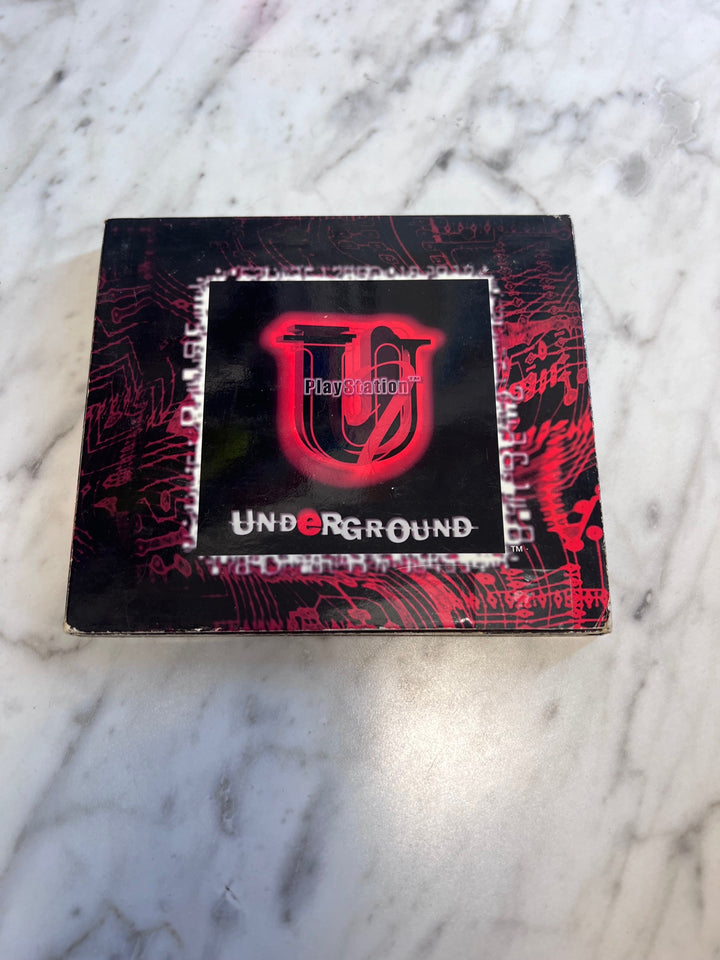 U
PlayStation™
UNDeRGROUND
™